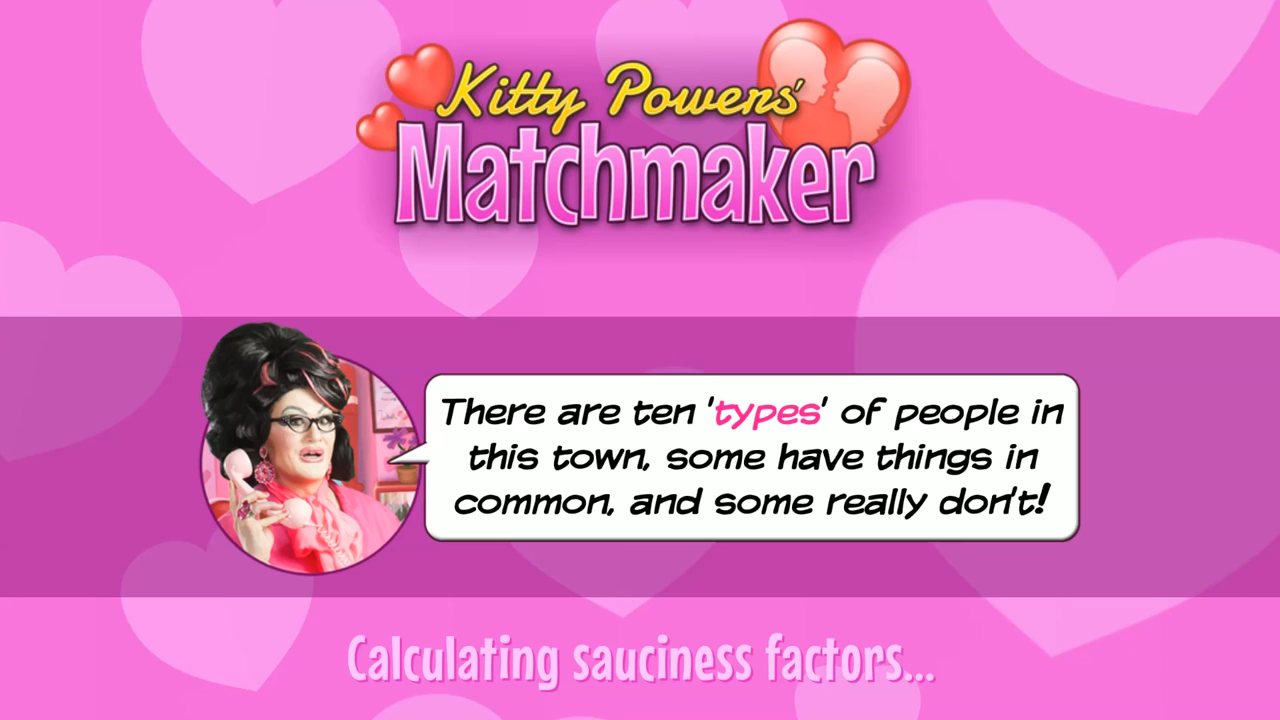 Kitty Powers'
Matchmaker
There are ten 'types' of people in
this town, some have things in
common, and some really don't!
Calculating sauciness factors...